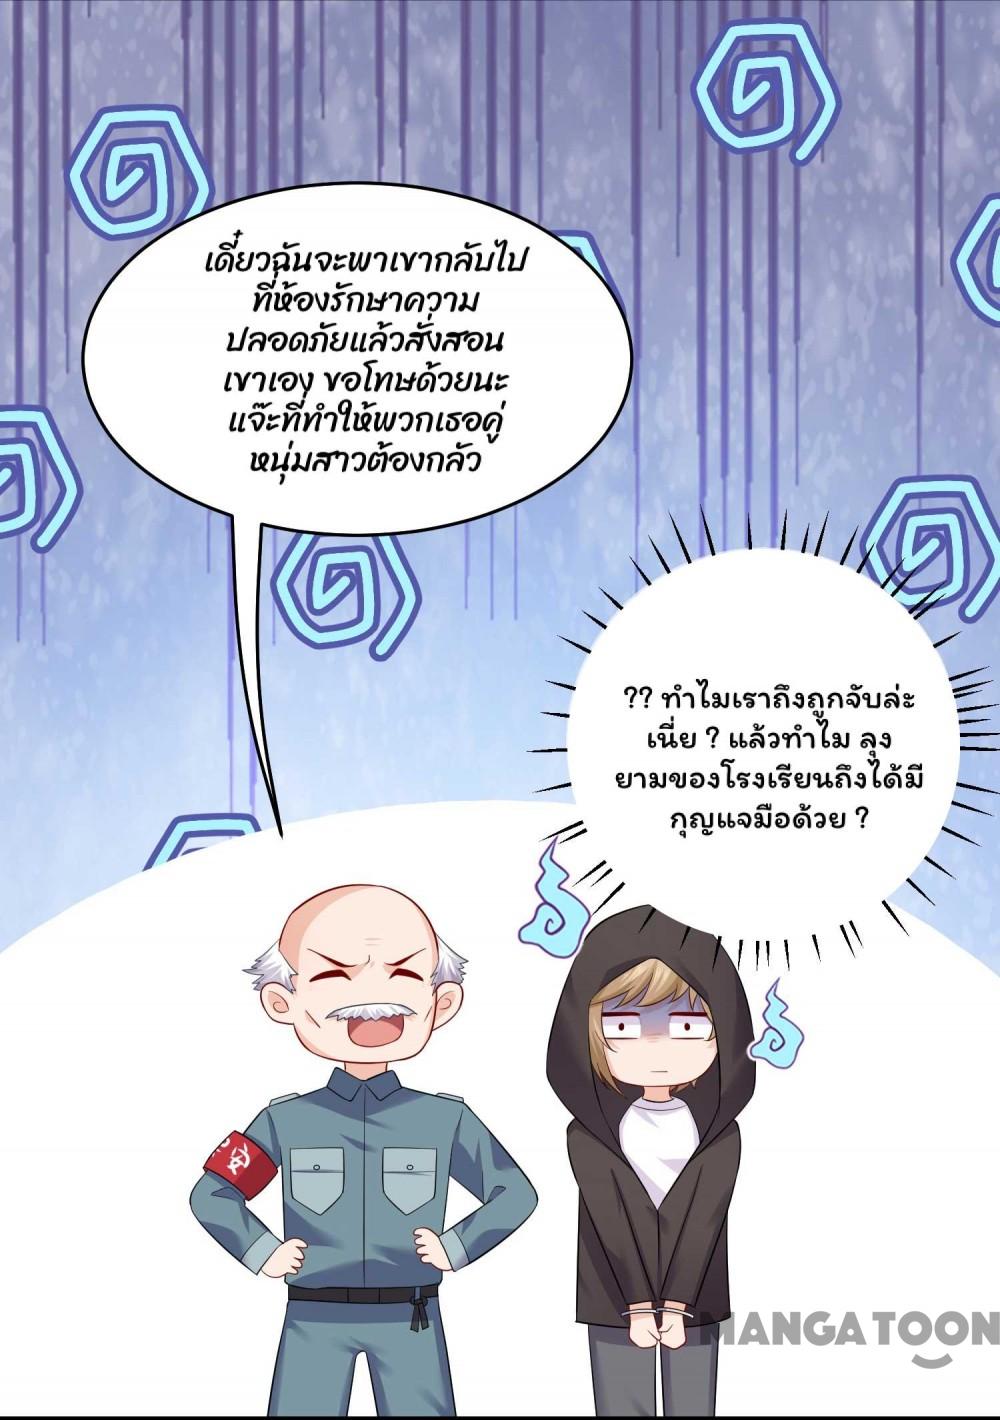 เดี๋ยวฉันจะพาเขากลับไป
ที่ห้องรักษาความ
ปลอดภัยแล้วสั่งสอน
เขาเอง ขอโทษด้วยนะ
แจ๊ะที่ทำให้พวกเธอคู่
หนุ่มสาวต้องกลัว
?? ทำไมเราถึงถูกจับล่ะ
เนี่ย ? แล้วทำไม ลุง
ยามของโรงเรียนถึงได้มี
กุญแจมือด้วย ?
安
MANGATOON